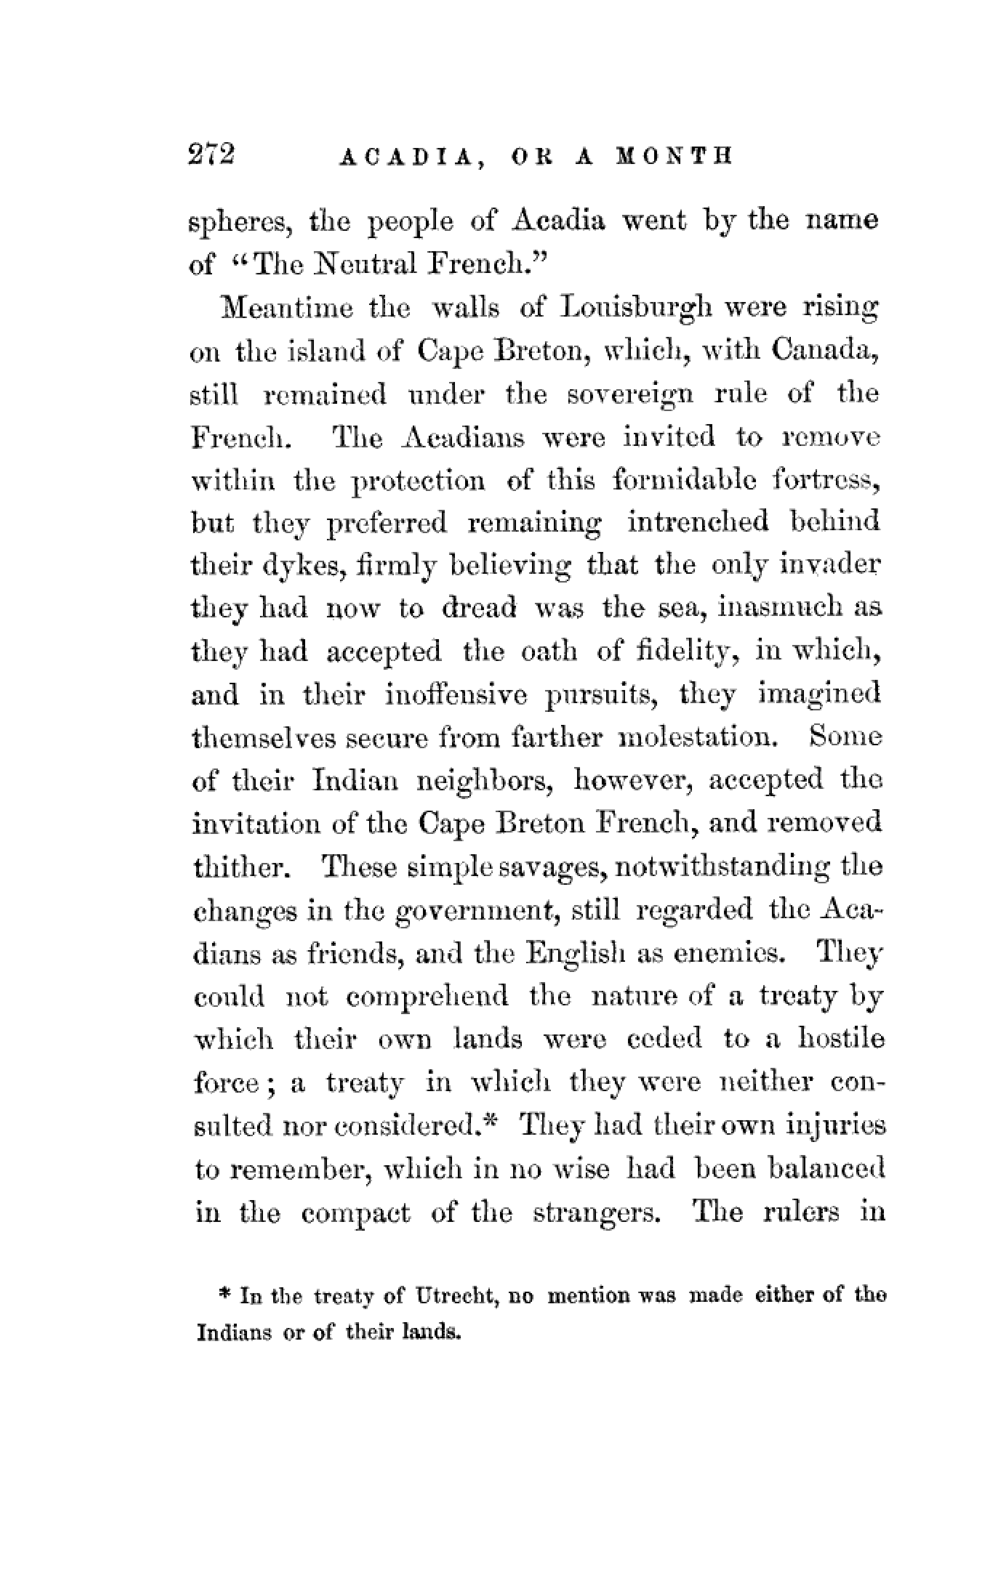 272 ACADIA, OR A MONTH
spheres, the people of Acadia went by the name
of “The Neutral French.”
Meantime the walls of Louisburgh were rising
on the island of Cape Breton, which, with Canada,
still remained under the sovereign rule of the
French. The Acadians were invited to remove
within the protection of this formidable fortress,
but they preferred remaining intrenched behind
their dykes, firmly believing that the only invader
they had now to dread was the sea, inasmuch as
they had accepted the oath of fidelity, in which,
and in their inoffensive pursuits, they imagined
themselves secure from farther molestation. Some
of their Indian neighbors, however, accepted the
invitation of the Cape Breton French, and removed
thither. These simple savages, notwithstanding the
changes in the government, still regarded the Aca-
dians as friends, and the English as enemies. They
could not comprehend the nature of a treaty by
which their own lands were ceded to a hostile
force; a treaty in which they were neither con-
sulted nor considered.* They had their own injuries
to remember, which in no wise had been balanced
in the compact of the strangers. The rulers in
* In the treaty of Utrecht, no mention was made either of the
Indians or of their lands.